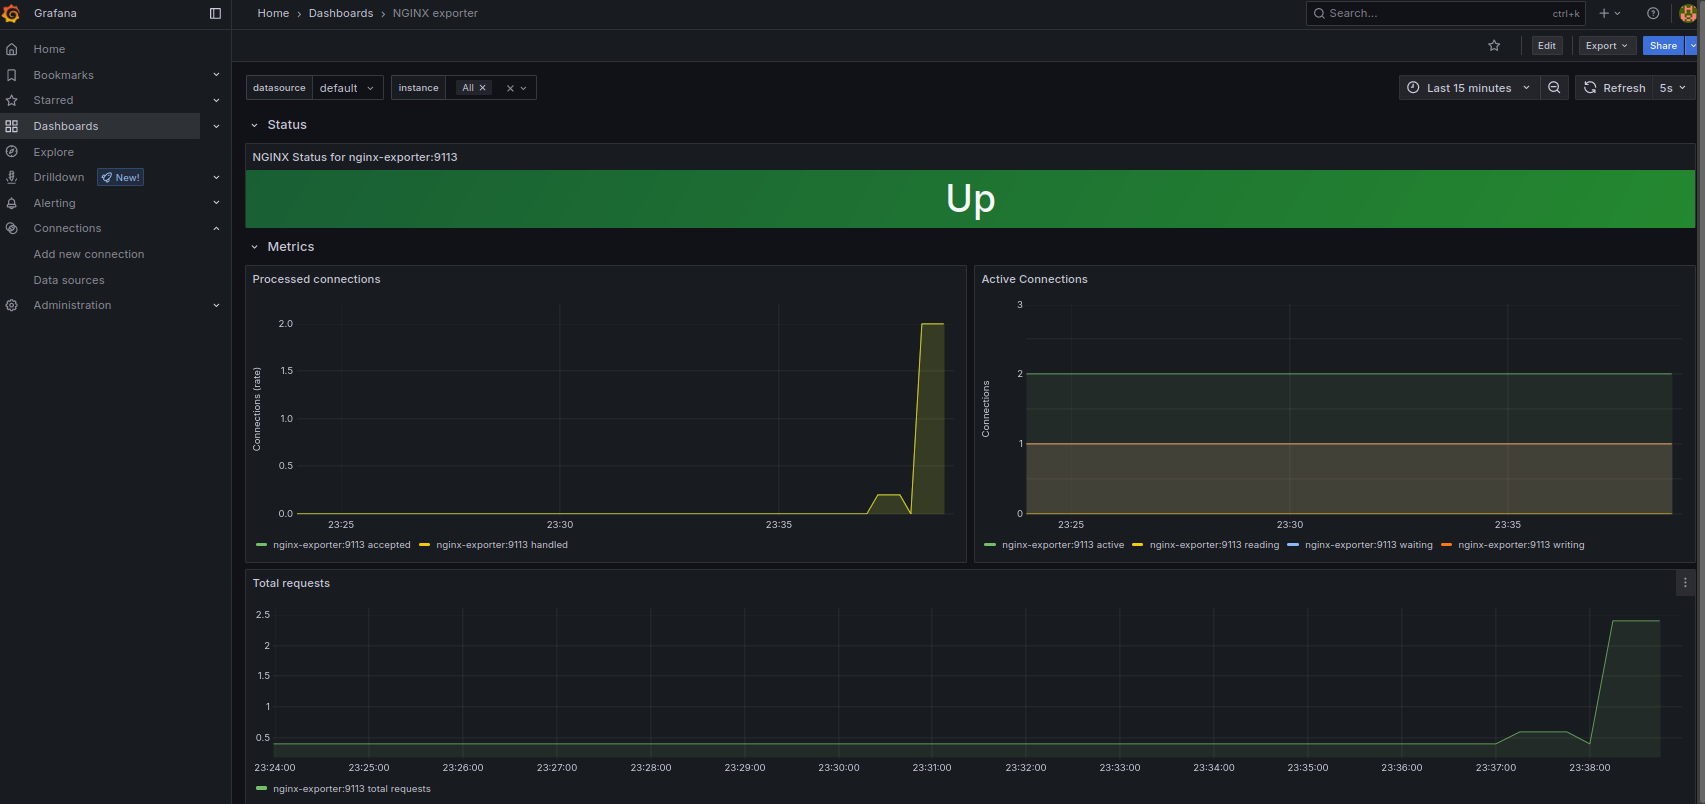 Grafana
Home › Dashboards › NGINX exporter
Search... ctrl+k
Home
Bookmarks
Starred
Dashboards
Explore
Drilldown New!
Alerting
Connections
Add new connection
Data sources
Administration
Edit Export Share
datasource default instance All
Last 15 minutes Refresh 5s
Status
NGINX Status for nginx-exporter:9113
Up
Metrics
Processed connections
Connections (rate)
2.0
1.5
1.0
0.5
0.0
23:25 23:30 23:35
nginx-exporter:9113 accepted nginx-exporter:9113 handled
Active Connections
Connections
3
2
1
0
23:25 23:30 23:35
nginx-exporter:9113 active nginx-exporter:9113 reading nginx-exporter:9113 waiting nginx-exporter:9113 writing
Total requests
2.5
2
1.5
1
0.5
23:24:00 23:25:00 23:26:00 23:27:00 23:28:00 23:29:00 23:30:00 23:31:00 23:32:00 23:33:00 23:34:00 23:35:00 23:36:00 23:37:00 23:38:00
nginx-exporter:9113 total requests